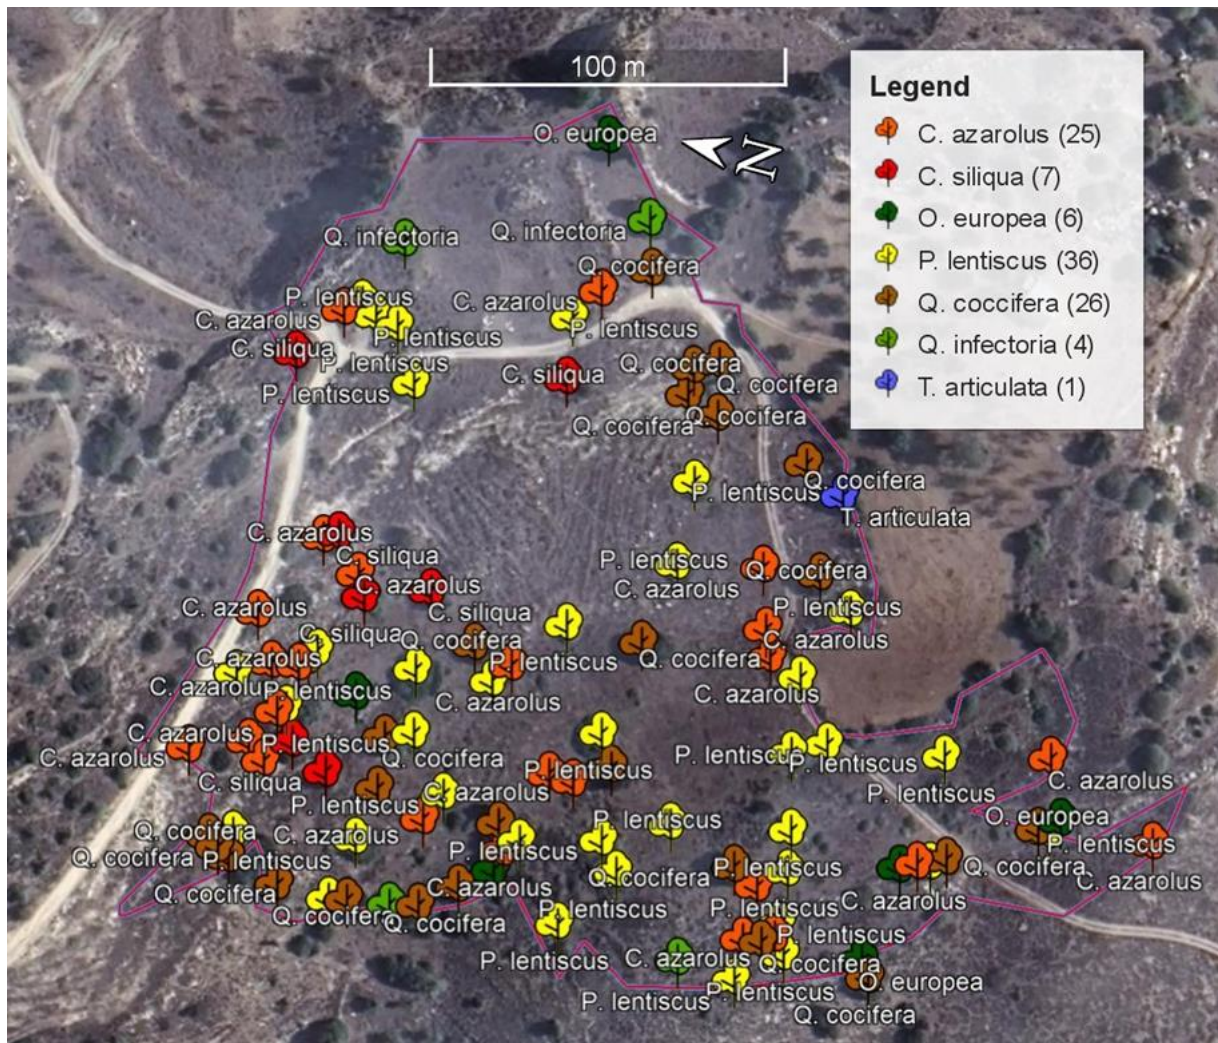 100 m
Legend
C. azarolus (25)
C. siliqua (7)
O. europea (6)
P. lentiscus (36)
Q. coccifera (26)
Q. infectoria (4)
T. articulata (1)
O. europea
N
Q. infectoria
Q. infectoria
Q. cocifera
P. lentiscus
C. azarolus
C. azarolus
P. lentiscus
P. lentiscus
C. siliqua
P. lentiscus
Q. cocifera
C. siliqua
Q. cocifera
P. lentiscus
Q. cocifera
Q. cocifera
Q. cocifera
P. lentiscus
T. articulata
C. azarolus
C. siliqua
P. lentiscus
Q. cocifera
C. azarolus
C. azarolus
C. azarolus
P. lentiscus
C. siliqua
C. siliqua
Q. cocifera
C. azarolus
C. azarolus
P. lentiscus
Q. cocifera
C. azarolus
P. lentiscus
C. azarolus
C. azarolus
C. azarolus
P. lentiscus
C. azarolus
Q. cocifera
P. lentiscus
P. lentiscus
C. siliqua
P. lentiscus
C. azarolus
P. lentiscus
C. azarolus
P. lentiscus
Q. cocifera
C. azarolus
P. lentiscus
O. europea
Q. cocifera
P. lentiscus
P. lentiscus
P. lentiscus
P. lentiscus
Q. cocifera
Q. cocifera
C. azarolus
Q. cocifera
C. azarolus
C. azarolus
Q. cocifera
Q. cocifera
P. lentiscus
P. lentiscus
P. lentiscus
P. lentiscus
C. azarolus
Q. cocifera
O. europea
P. lentiscus
P. lentiscus
Q. cocifera